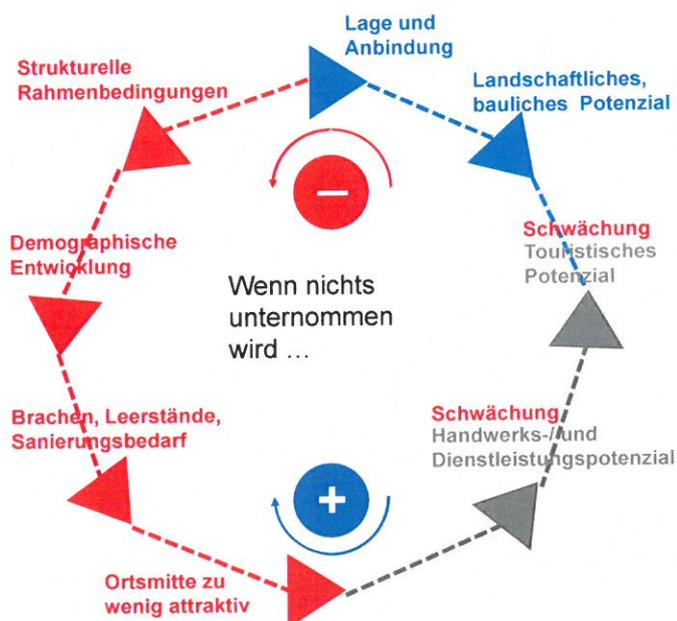 Lage und
Anbindung
Strukturelle
Rahmenbedingungen
Landschaftliches,
bauliches Potenzial
Demographische
Entwicklung
Schwächung
Touristisches
Potenzial
Wenn nichts
unternommen
wird ...
Brachen, Leerstände,
Sanierungsbedarf
Schwächung
Handwerks-/ und
Dienstleistungspotenzial
Ortsmitte zu
wenig attraktiv